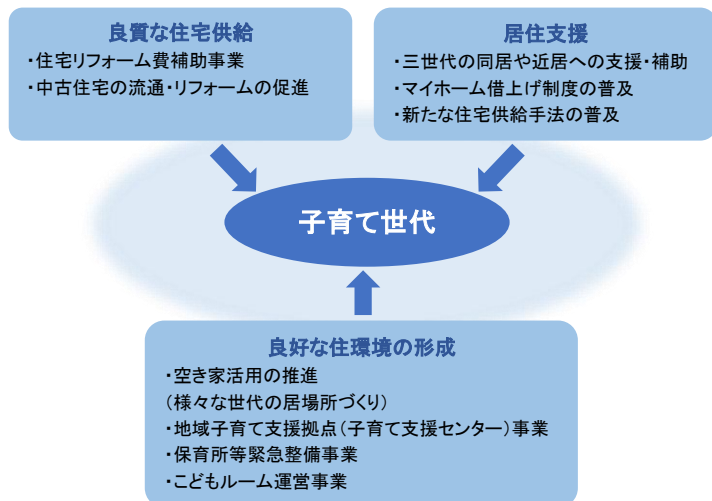 良質な住宅供給
・住宅リフォーム費補助事業
・中古住宅の流通・リフォームの促進
居住支援
・三世代の同居や近居への支援・補助
・マイホーム借上げ制度の普及
・新たな住宅供給手法の普及
子育て世代
良好な住環境の形成
・空き家活用の推進
(様々な世代の居場所づくり)
・地域子育て支援拠点(子育て支援センター)事業
・保育所等緊急整備事業
・こどもルーム運営事業